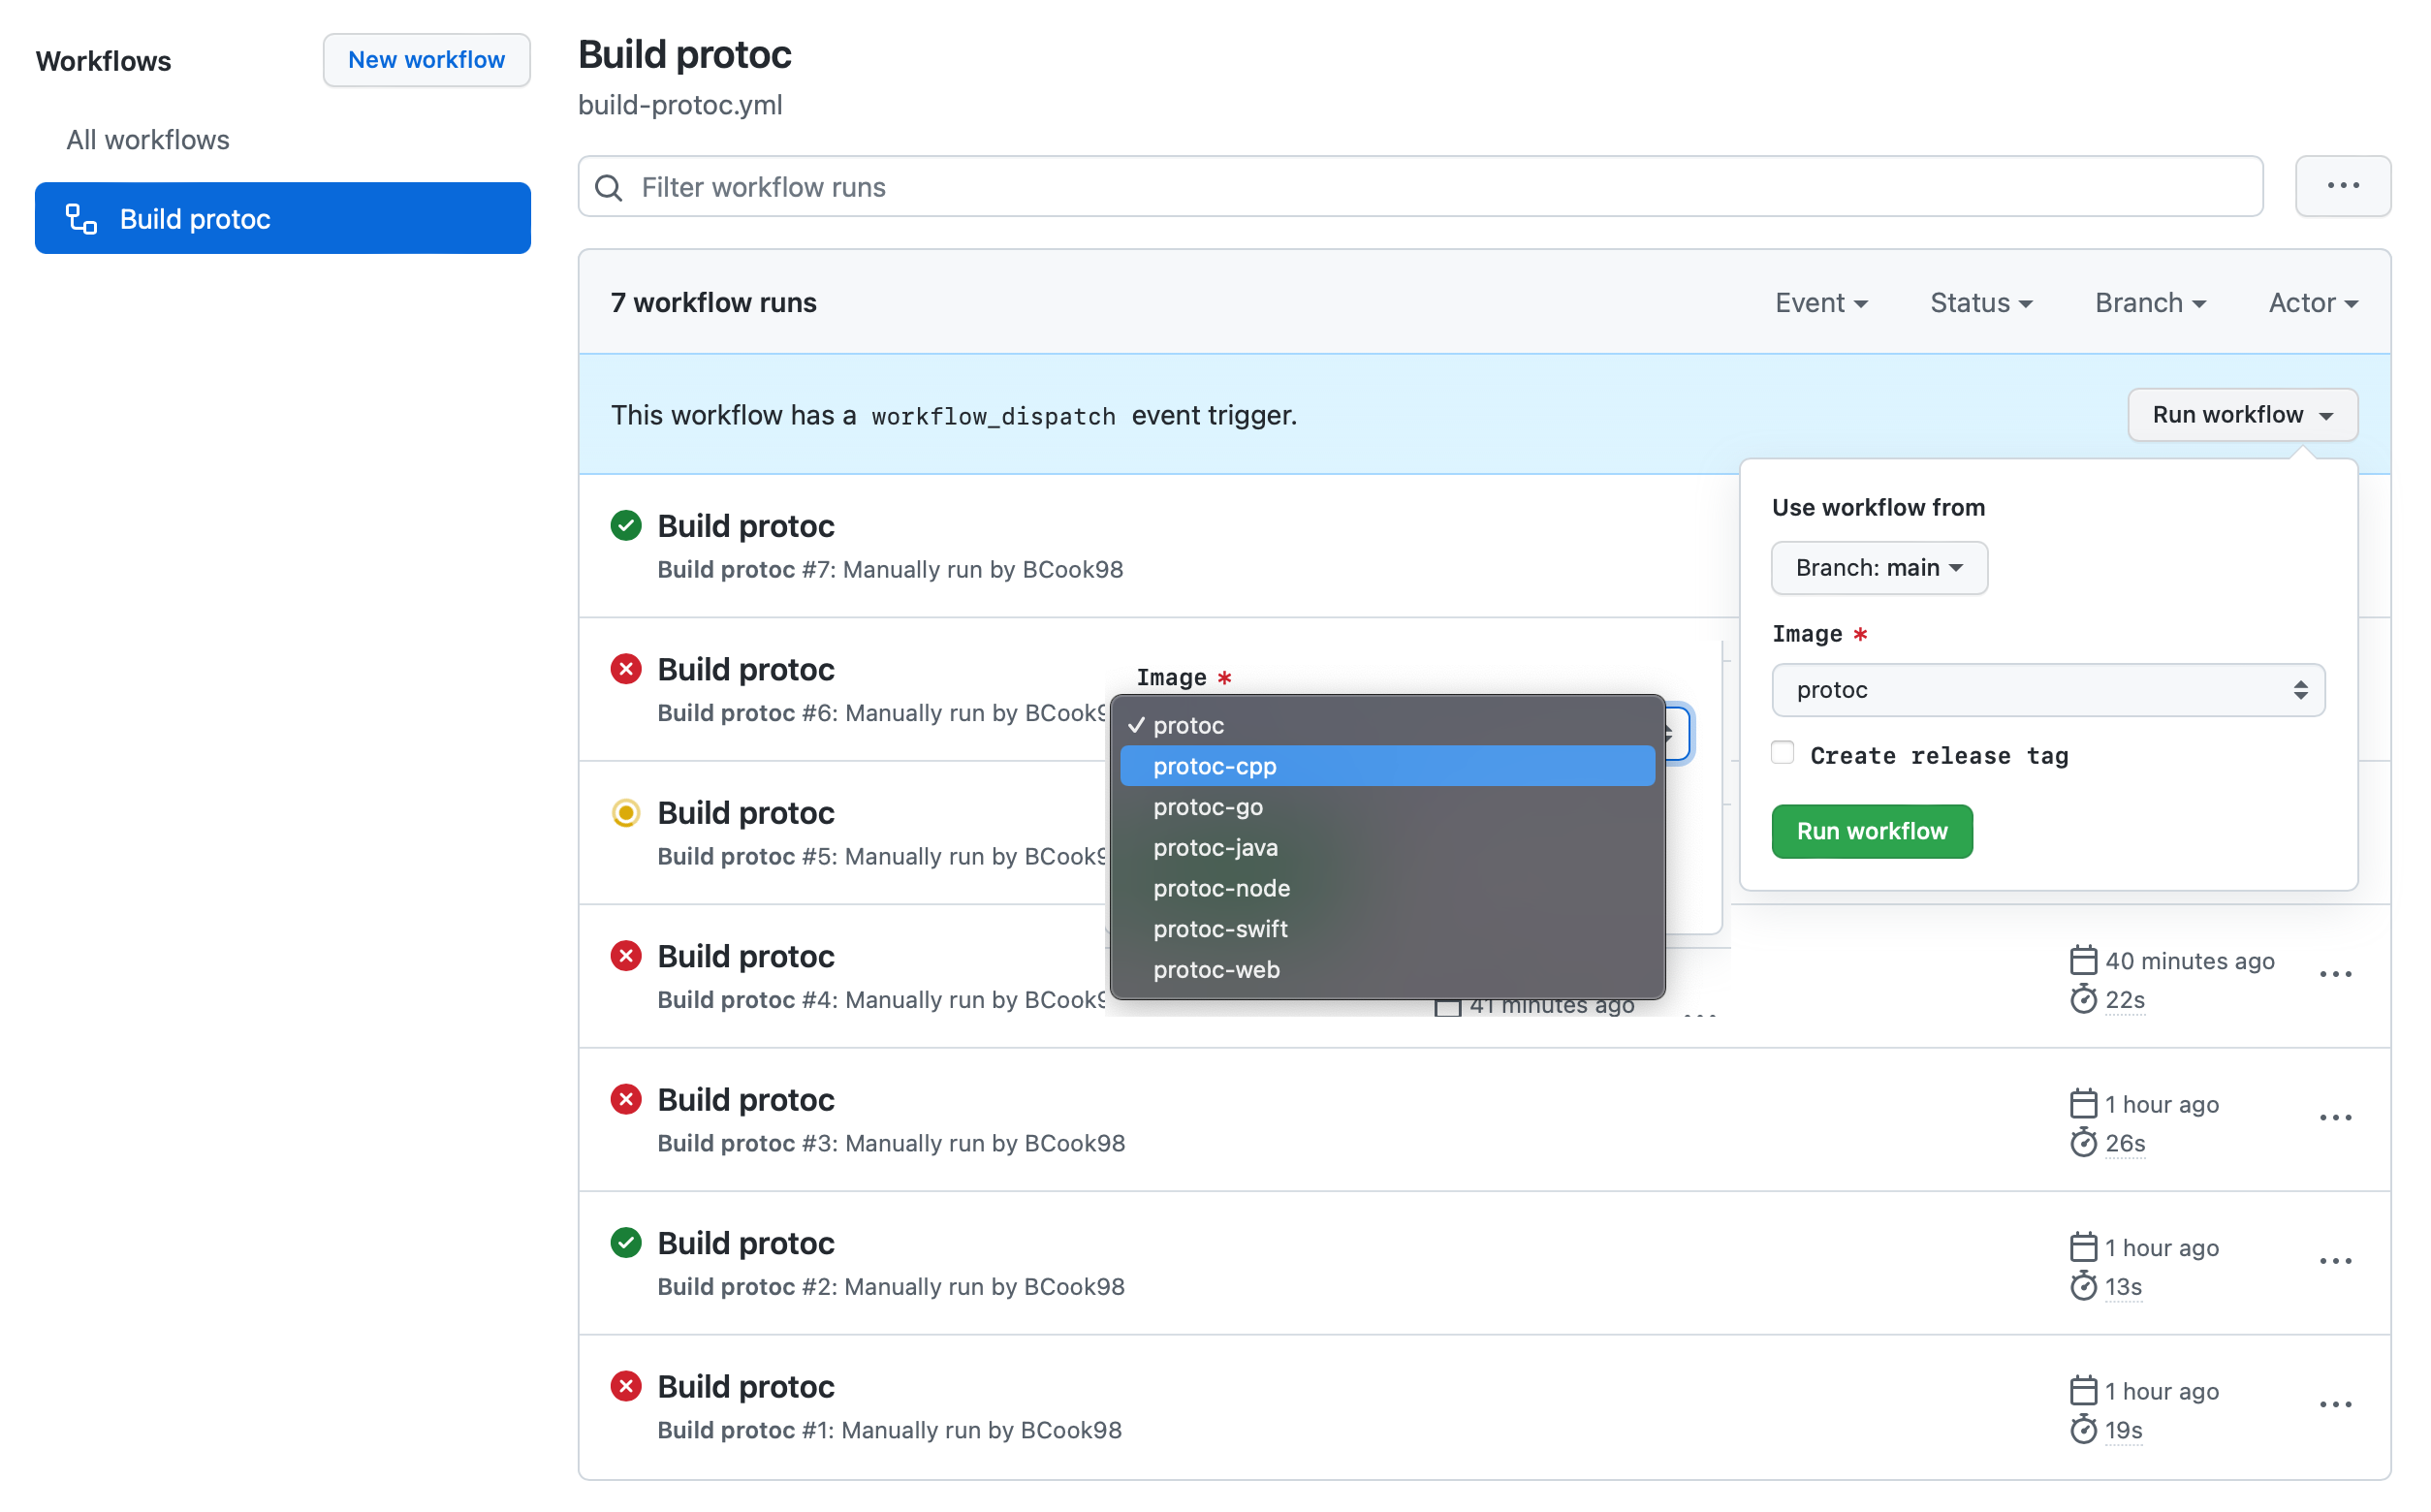 Workflows
New workflow
All workflows
Build protoc
Build protoc
build-protoc.yml
Filter workflow runs
7 workflow runs
Event
Status
Branch
Actor
This workflow has a workflow_dispatch event trigger.
Run workflow
Use workflow from
Branch: main
Image *
protoc
Create release tag
Run workflow
Build protoc
Build protoc #7: Manually run by BCook98
Build protoc
Build protoc #6: Manually run by BCook9
Image *
protoc
protoc-cpp
protoc-go
protoc-java
protoc-node
protoc-swift
protoc-web
41 minutes ago
Build protoc
Build protoc #5: Manually run by BCook9
Build protoc
Build protoc #4: Manually run by BCook9
40 minutes ago
22s
Build protoc
Build protoc #3: Manually run by BCook98
1 hour ago
26s
Build protoc
Build protoc #2: Manually run by BCook98
1 hour ago
13s
Build protoc
Build protoc #1: Manually run by BCook98
1 hour ago
19s